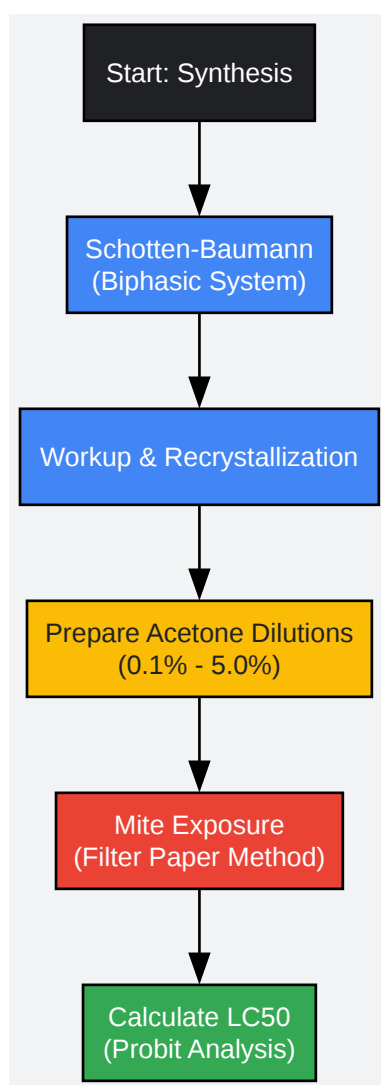 Start: Synthesis
Schotten-Baumann
(Biphasic System)
Workup & Recrystallization
Prepare Acetone Dilutions
(0.1% - 5.0%)
Mite Exposure
(Filter Paper Method)
Calculate LC50
(Probit Analysis)